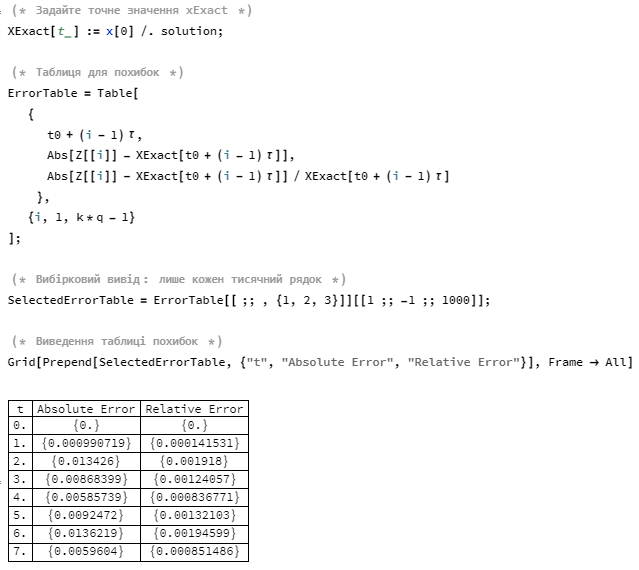 (* Задайте точне значення xExact *)
XExact[t_] := x[0] /. solution;
(* Таблиця для похибок *)
ErrorTable = Table[
{
t0 + (i - 1) τ,
Abs[Z[[i]] - XExact[t0 + (i - 1) τ]],
Abs[Z[[i]] - XExact[t0 + (i - 1) τ]] / XExact[t0 + (i - 1) τ]
},
{i, 1, k * q - 1}
];
(* Вибірковий вивід: лише кожен тисячний рядок *)
SelectedErrorTable = ErrorTable[[ ;; , {1, 2, 3}]][[1 ;; -1 ;; 1000]];
(* Виведення таблиці похибок *)
Grid[Prepend[SelectedErrorTable, {"t", "Absolute Error", "Relative Error"}], Frame → All]
t Absolute Error Relative Error
0. {0.} {0.}
1. {0.000990719} {0.000141531}
2. {0.013426} {0.001918}
3. {0.00868399} {0.00124057}
4. {0.00585739} {0.000836771}
5. {0.0092472} {0.00132103}
6. {0.0136219} {0.00194599}
7. {0.0059604} {0.000851486}